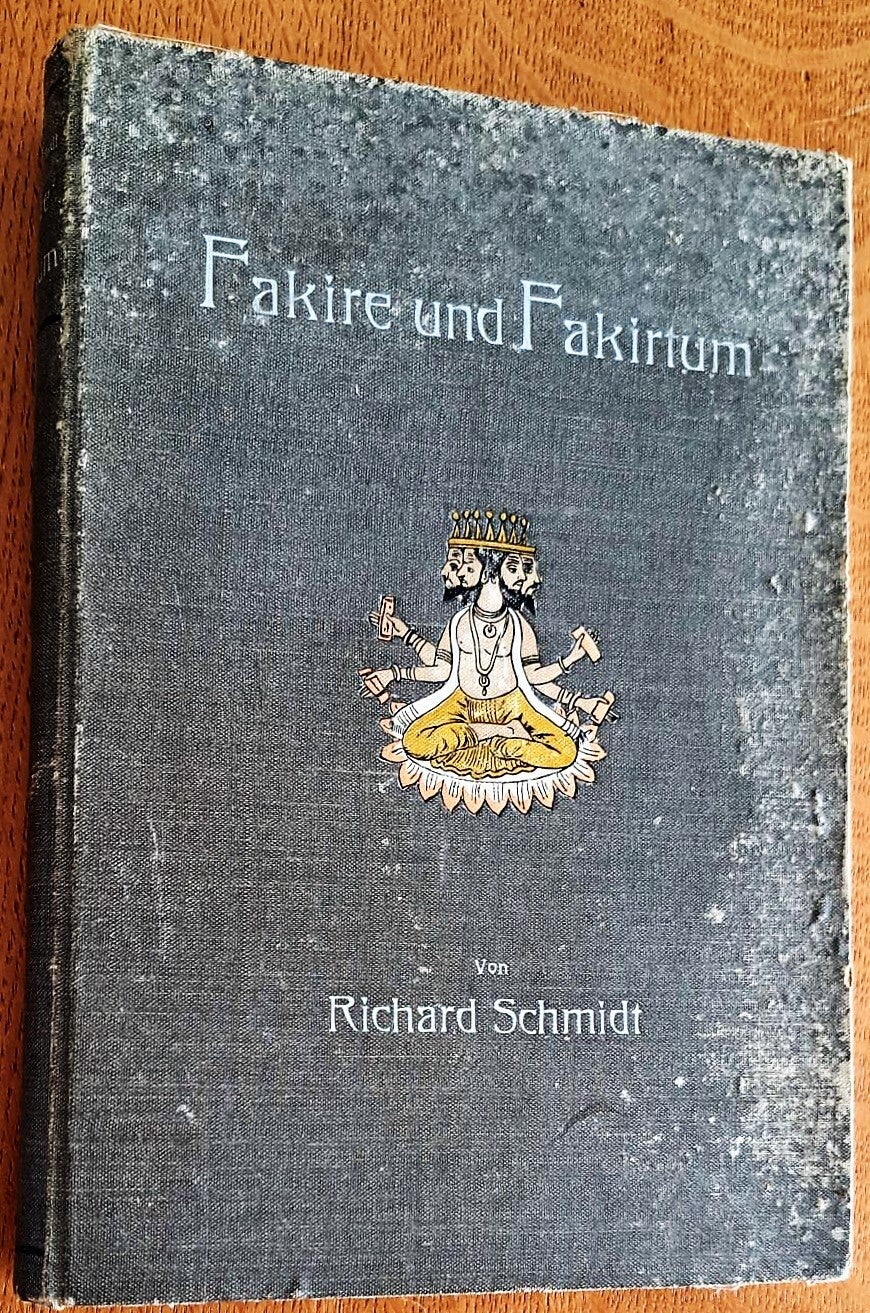 Fakire und Fakirtum
Von
Richard Schmidt